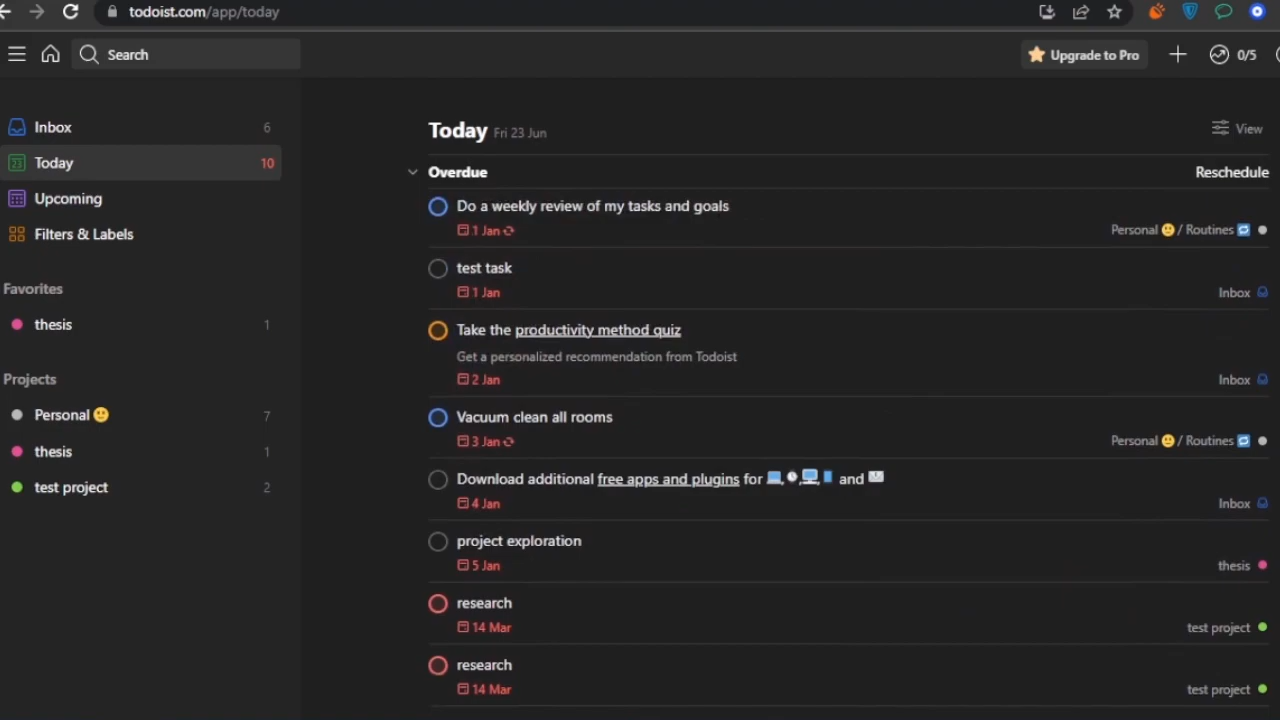 todoist.com/app/today
Search
Upgrade to Pro
0/5
Inbox 6
23 Today 10
Upcoming
Filters & Labels
Favorites
thesis 1
Projects
Personal 🙂 7
thesis 1
test project 2
Today Fri 23 Jun
View
Overdue
Reschedule
Do a weekly review of my tasks and goals
1 Jan
Personal 🙂 / Routines 🔁
test task
1 Jan
Inbox
Take the productivity method quiz
Get a personalized recommendation from Todoist
2 Jan
Inbox
Vacuum clean all rooms
3 Jan
Personal 🙂 / Routines 🔁
Download additional free apps and plugins for 💻,⌚,🖥,📱 and 📧
4 Jan
Inbox
project exploration
5 Jan
thesis
research
14 Mar
test project
research
14 Mar
test project